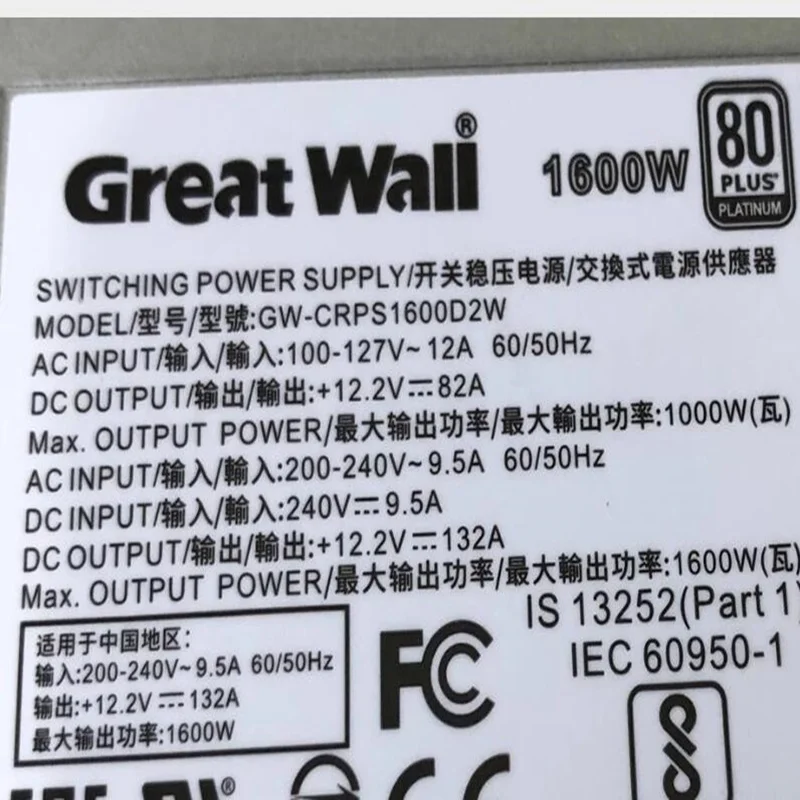 Great Wall®
1600W
80
PLUS®
PLATINUM
SWITCHING POWER SUPPLY/开关稳压电源/交換式電源供應器
MODEL/型号/型號:GW-CRPS1600D2W
AC INPUT/输入/輸入:100-127V~12A 60/50Hz
DC OUTPUT/输出/輸出:+12.2V⎓82A
Max. OUTPUT POWER/最大输出功率/最大輸出功率:1000W(瓦)
AC INPUT/输入/輸入:200-240V~9.5A 60/50Hz
DC INPUT/输入/輸入:240V⎓9.5A
DC OUTPUT/输出/輸出:+12.2V⎓132A
Max. OUTPUT POWER/最大输出功率/最大輸出功率:1600W(瓦)
IS 13252(Part 1)
IEC 60950-1
适用于中国地区:
输入:200-240V~9.5A 60/50Hz
输出:+12.2V⎓132A
最大输出功率:1600W
FC